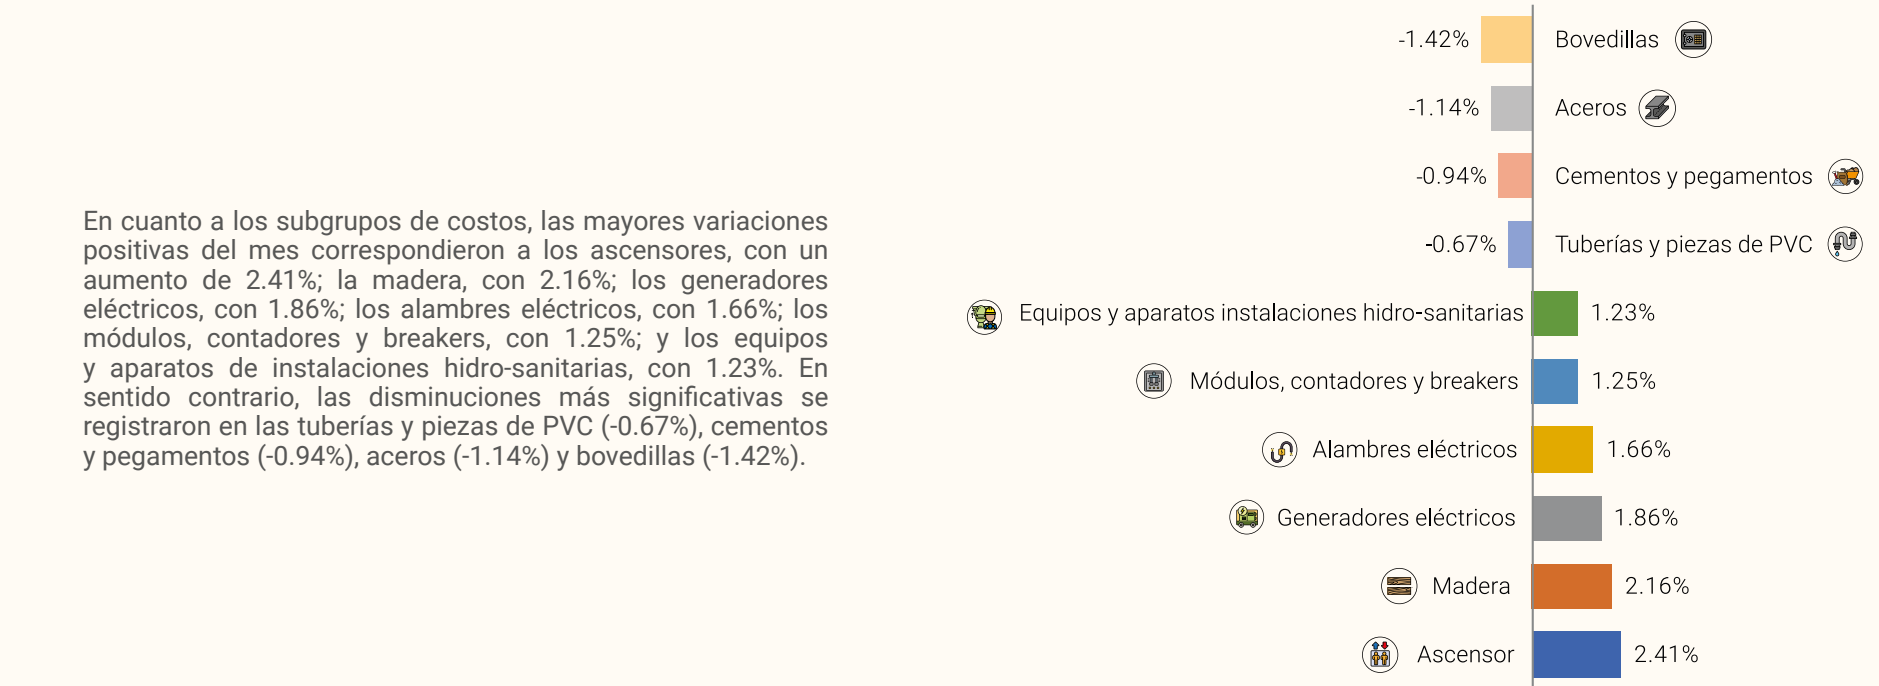 En cuanto a los subgrupos de costos, las mayores variaciones
positivas del mes correspondieron a los ascensores, con un
aumento de 2.41%; la madera, con 2.16%; los generadores
eléctricos, con 1.86%; los alambres eléctricos, con 1.66%; los
módulos, contadores y breakers, con 1.25%; y los equipos
y aparatos de instalaciones hidro-sanitarias, con 1.23%. En
sentido contrario, las disminuciones más significativas se
registraron en las tuberías y piezas de PVC (-0.67%), cementos
y pegamentos (-0.94%), aceros (-1.14%) y bovedillas (-1.42%).
-1.42% Bovedillas
-1.14% Aceros
-0.94% Cementos y pegamentos
-0.67% Tuberías y piezas de PVC
Equipos y aparatos instalaciones hidro-sanitarias 1.23%
Módulos, contadores y breakers 1.25%
Alambres eléctricos 1.66%
Generadores eléctricos 1.86%
Madera 2.16%
Ascensor 2.41%